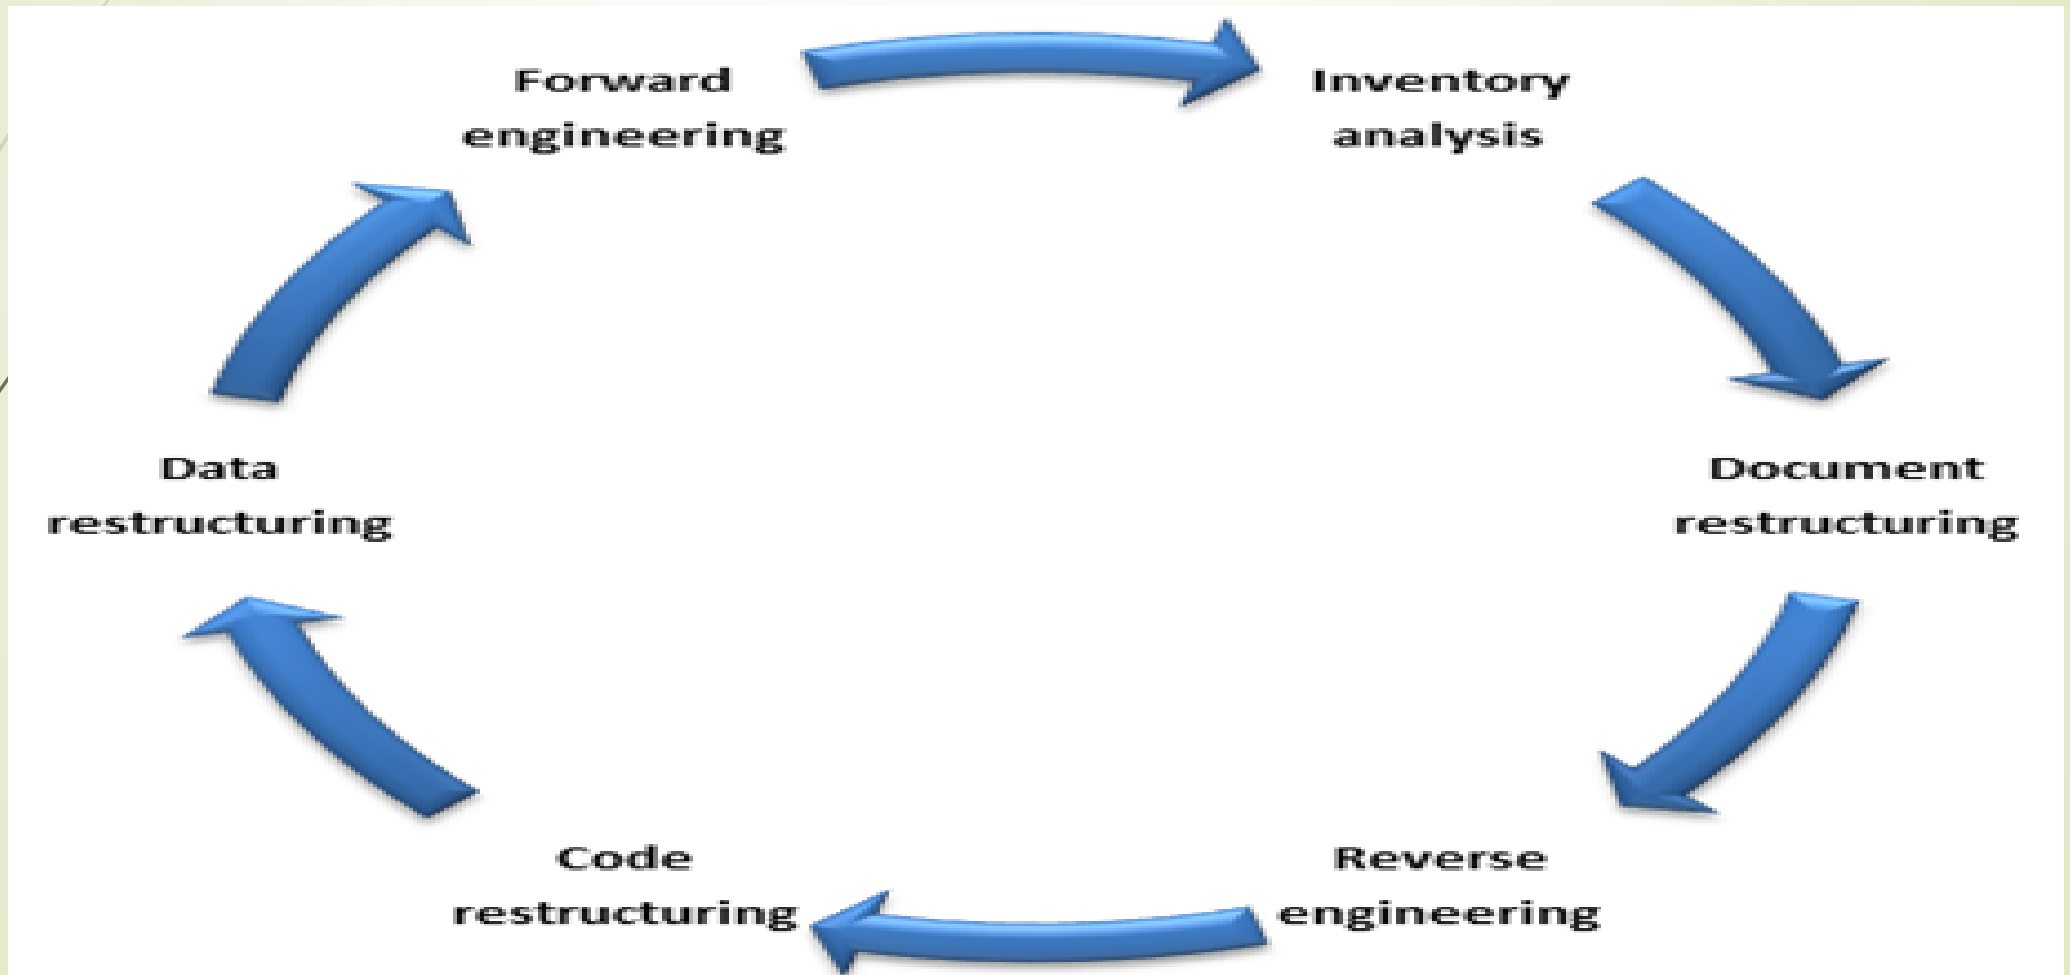 Forward
engineering
Inventory
analysis
Data
restructuring
Document
restructuring
Code
restructuring
Reverse
engineering